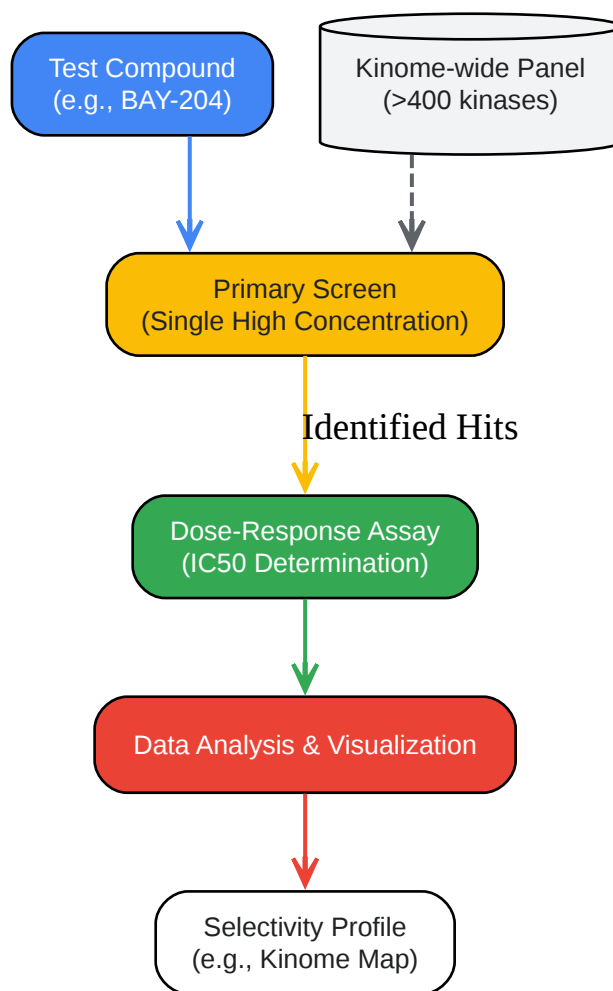 Test Compound
(e.g., BAY-204)
Kinome-wide Panel
(>400 kinases)
Primary Screen
(Single High Concentration)
Identified Hits
Dose-Response Assay
(IC50 Determination)
Data Analysis & Visualization
Selectivity Profile
(e.g., Kinome Map)